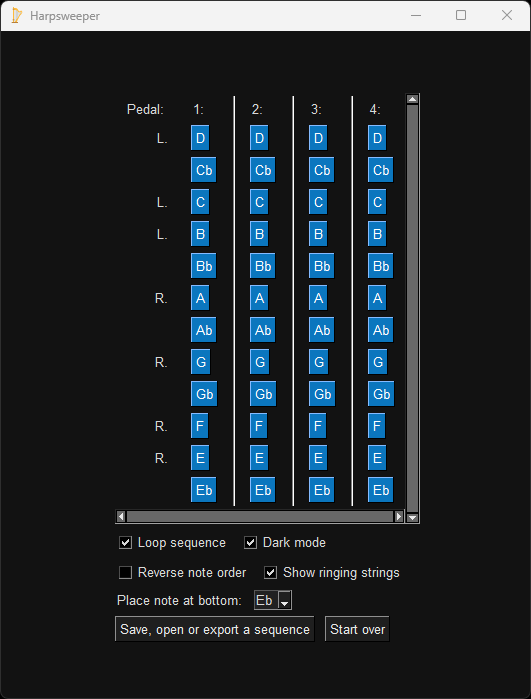 Harpsweeper
Pedal: 1: 2: 3: 4:
L. D D D D
Cb Cb Cb Cb
L. C C C C
L. B B B B
Bb Bb Bb Bb
R. A A A A
Ab Ab Ab Ab
R. G G G G
Gb Gb Gb Gb
R. F F F F
R. E E E E
Eb Eb Eb Eb
Loop sequence Dark mode
Reverse note order Show ringing strings
Place note at bottom: Eb
Save, open or export a sequence Start over